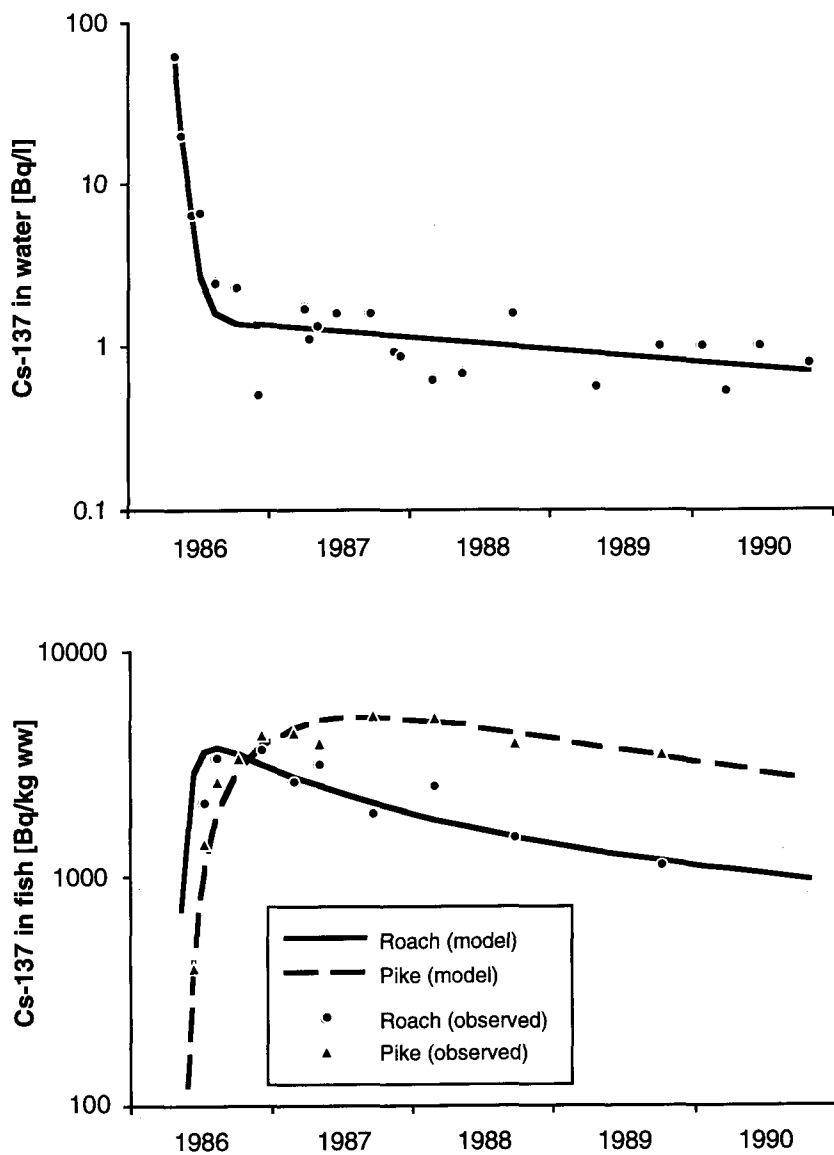 100
10
1
0.1
Cs-137 in water [Bq/l]
1986 1987 1988 1989 1990
10000
1000
100
Cs-137 in fish [Bq/kg ww]
Roach (model)
Pike (model)
Roach (observed)
Pike (observed)
1986 1987 1988 1989 1990